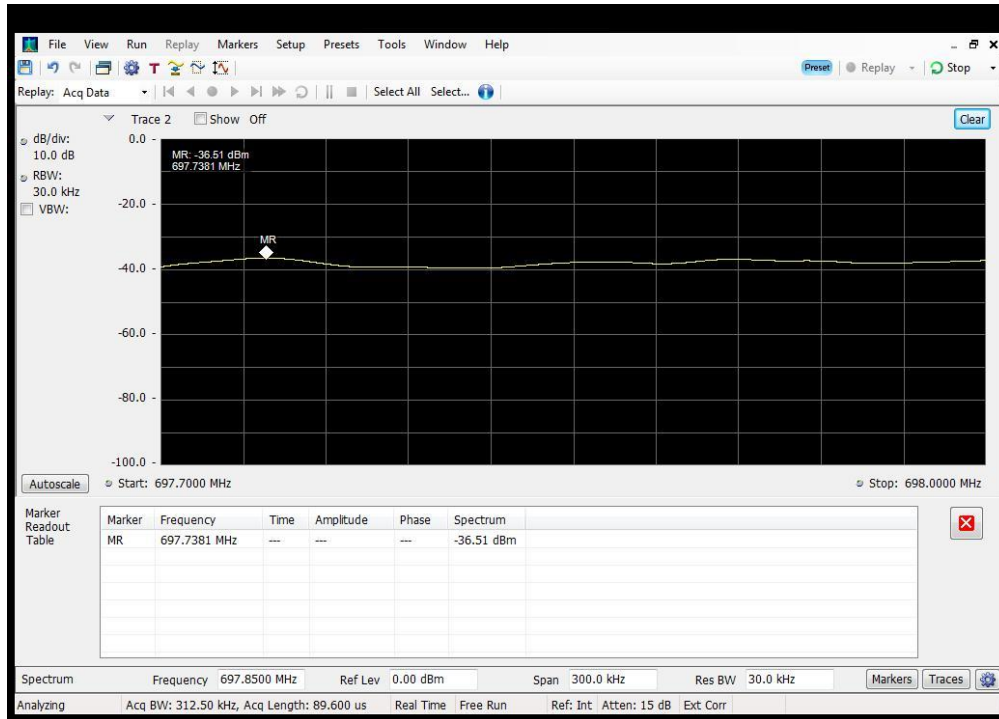 File View Run Replay Markers Setup Presets Tools Window Help
T Preset Replay Stop
Replay: Acq Data Select All Select...
Trace 2 Show Off Clear
dB/div:
10.0 dB
RBW:
30.0 kHz
VBW:
0.0
-20.0
-40.0
-60.0
-80.0
-100.0
MR: -36.51 dBm
697.7381 MHz
MR
Autoscale Start: 697.7000 MHz Stop: 698.0000 MHz
Marker
Readout
Table
Marker Frequency Time Amplitude Phase Spectrum
MR 697.7381 MHz --- --- --- -36.51 dBm
Spectrum Frequency 697.8500 MHz Ref Lev 0.00 dBm Span 300.0 kHz Res BW 30.0 kHz Markers Traces
Analyzing Acq BW: 312.50 kHz, Acq Length: 89.600 us Real Time Free Run Ref: Int Atten: 15 dB Ext Corr